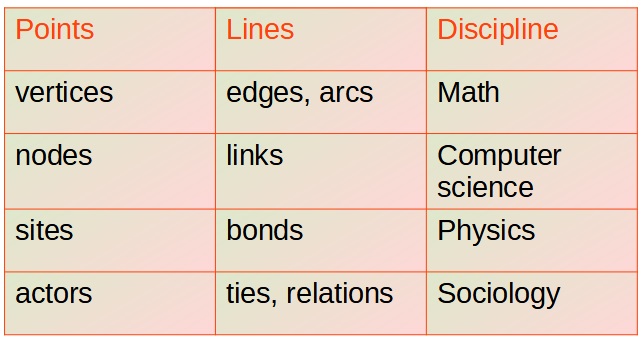 Points Lines Discipline
vertices edges, arcs Math
nodes links Computer
science
sites bonds Physics
actors ties, relations Sociology